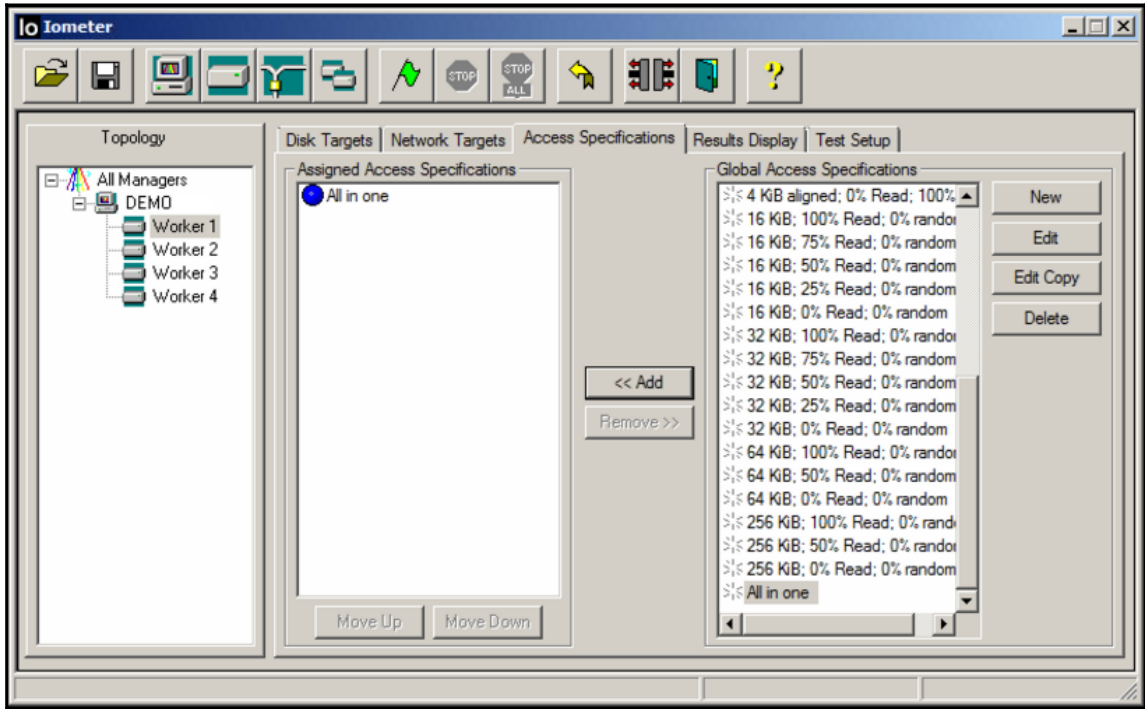 Iometer
STOP
STOP
ALL
Topology
All Managers
DEMO
Worker 1
Worker 2
Worker 3
Worker 4
Disk Targets
Network Targets
Access Specifications
Results Display
Test Setup
Assigned Access Specifications
All in one
Move Up
Move Down
<< Add
Remove >>
Global Access Specifications
4 KiB aligned; 0% Read; 100%
16 KiB; 100% Read; 0% random
16 KiB; 75% Read; 0% random
16 KiB; 50% Read; 0% random
16 KiB; 25% Read; 0% random
16 KiB; 0% Read; 0% random
32 KiB; 100% Read; 0% random
32 KiB; 75% Read; 0% random
32 KiB; 50% Read; 0% random
32 KiB; 25% Read; 0% random
32 KiB; 0% Read; 0% random
64 KiB; 100% Read; 0% randor
64 KiB; 50% Read; 0% random
64 KiB; 0% Read; 0% random
256 KiB; 100% Read; 0% rand
256 KiB; 50% Read; 0% randor
256 KiB; 0% Read; 0% random
All in one
New
Edit
Edit Copy
Delete